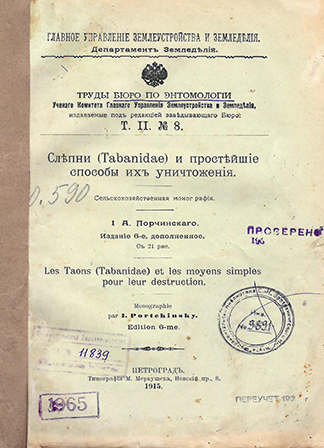 ГЛАВНОЕ УПРАВЛЕНІЕ ЗЕМЛЕУСТРОЙСТВА И ЗЕМЛЕДѢЛІЯ.
Департаментъ Земледѣлія.
ТРУДЫ БЮРО ПО ЭНТОМОЛОГІИ
Ученаго Комитета Главнаго Управленія Землеустройства и Земледѣлія,
издаваемые подъ редакціей завѣдывающаго Бюро:
Т. II. № 8.
Слѣпни (Tabanidae) и простѣйшіе
способы ихъ уничтоженія.
0.590
Сельскохозяйственная монографія.
І. А. Порчинскаго.
ПРОВЕРЕНО
Изданіе 6-е, дополненное.
195
Съ 21 рис.
Les Taons (Tabanidae) et les moyens simples
pour leur destruction.
Monographie
par I. Portchinsky.
Edition 6-me.
9891
11839
ПЕТРОГРАДЪ.
Типографія М. Меркушева, Невскій пр., 8.
1915.
1965
ПЕРЕУЧЕТ 193